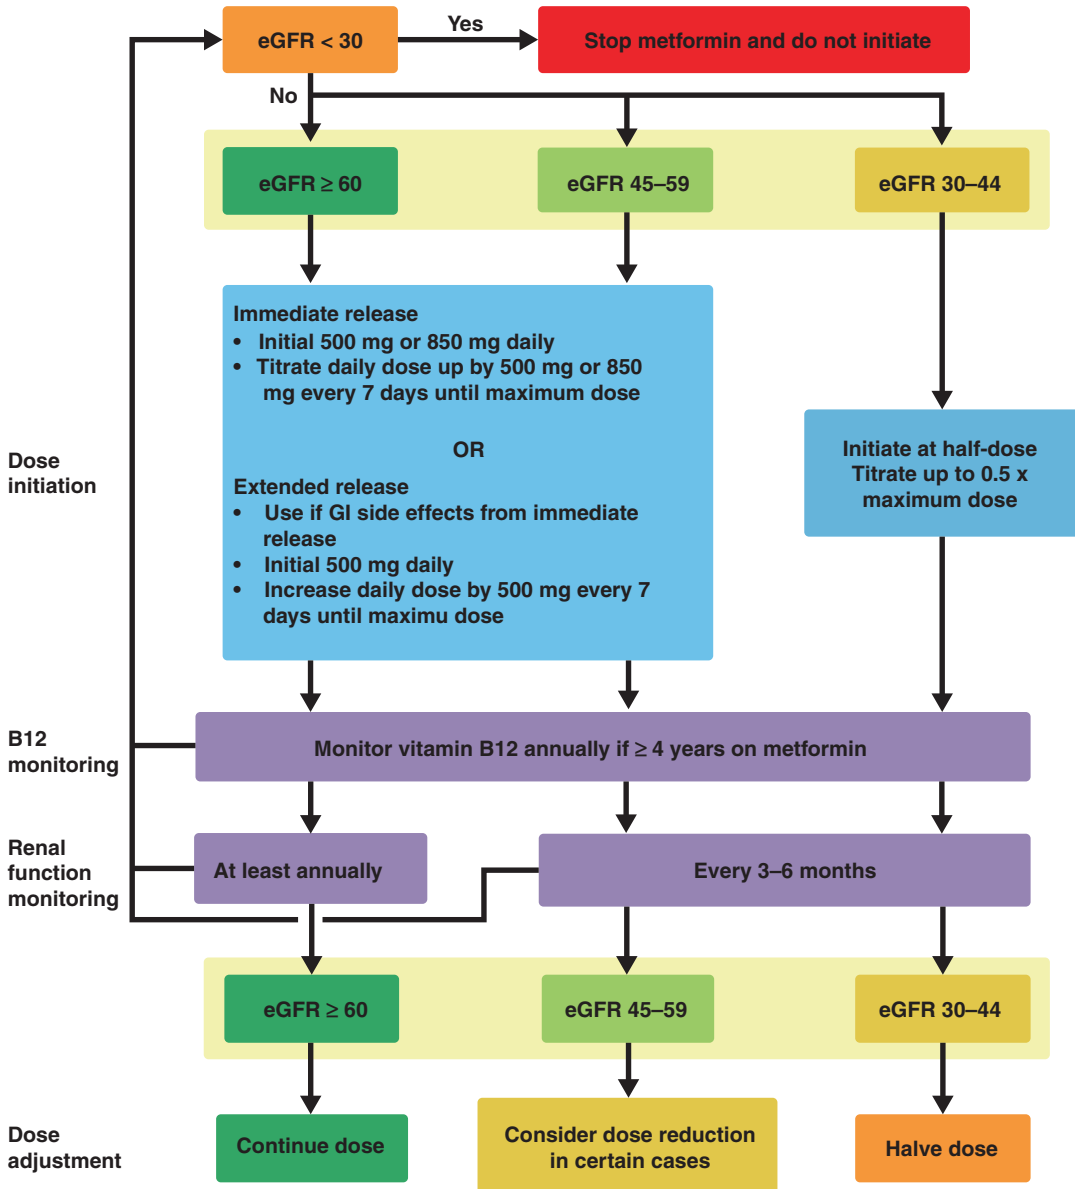 eGFR < 30
Yes
Stop metformin and do not initiate
No
eGFR ≥ 60
eGFR 45–59
eGFR 30–44
Immediate release
• Initial 500 mg or 850 mg daily
• Titrate daily dose up by 500 mg or 850
mg every 7 days until maximum dose
OR
Extended release
• Use if GI side effects from immediate
release
• Initial 500 mg daily
• Increase daily dose by 500 mg every 7
days until maximu dose
Initiate at half-dose
Titrate up to 0.5 x
maximum dose
Dose
initiation
B12
monitoring
Monitor vitamin B12 annually if ≥ 4 years on metformin
Renal
function
monitoring
At least annually
Every 3–6 months
eGFR ≥ 60
eGFR 45–59
eGFR 30–44
Dose
adjustment
Continue dose
Consider dose reduction
in certain cases
Halve dose